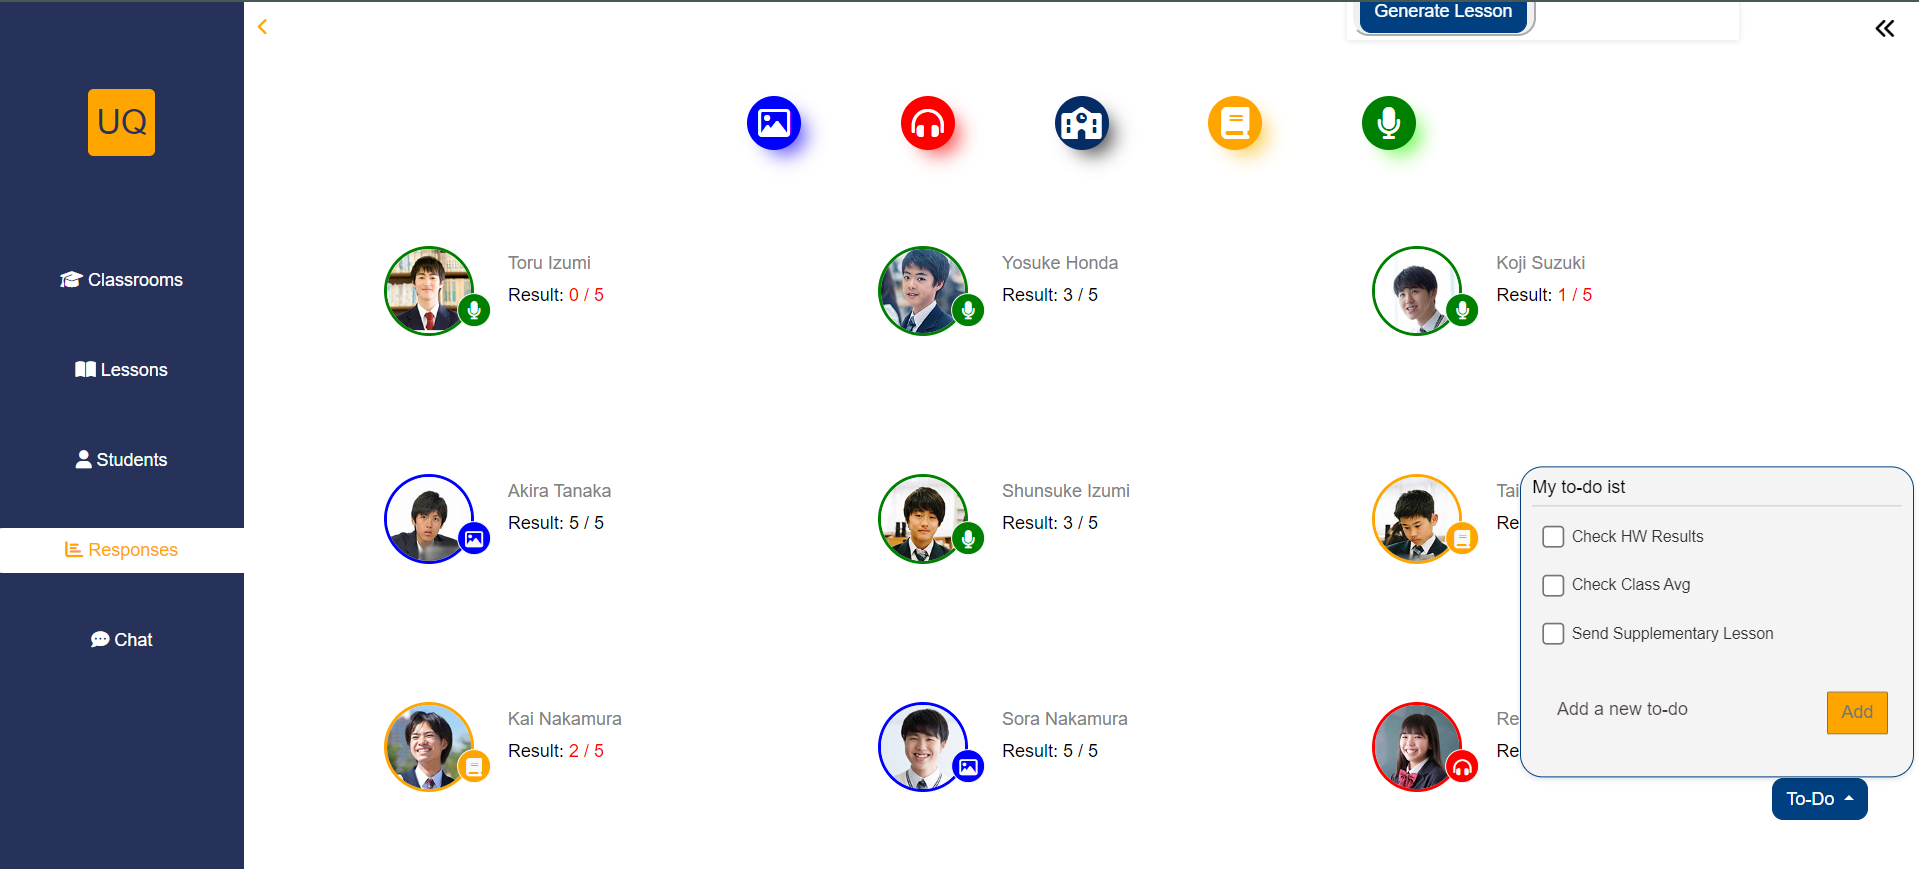 Generate Lesson
UQ
Classrooms
Lessons
Students
Responses
Chat
Toru Izumi
Result: 0 / 5
Yosuke Honda
Result: 3 / 5
Koji Suzuki
Result: 1 / 5
Akira Tanaka
Result: 5 / 5
Shunsuke Izumi
Result: 3 / 5
Tai
Re
Kai Nakamura
Result: 2 / 5
Sora Nakamura
Result: 5 / 5
Re
Re
My to-do ist
Check HW Results
Check Class Avg
Send Supplementary Lesson
Add a new to-do
Add
To-Do